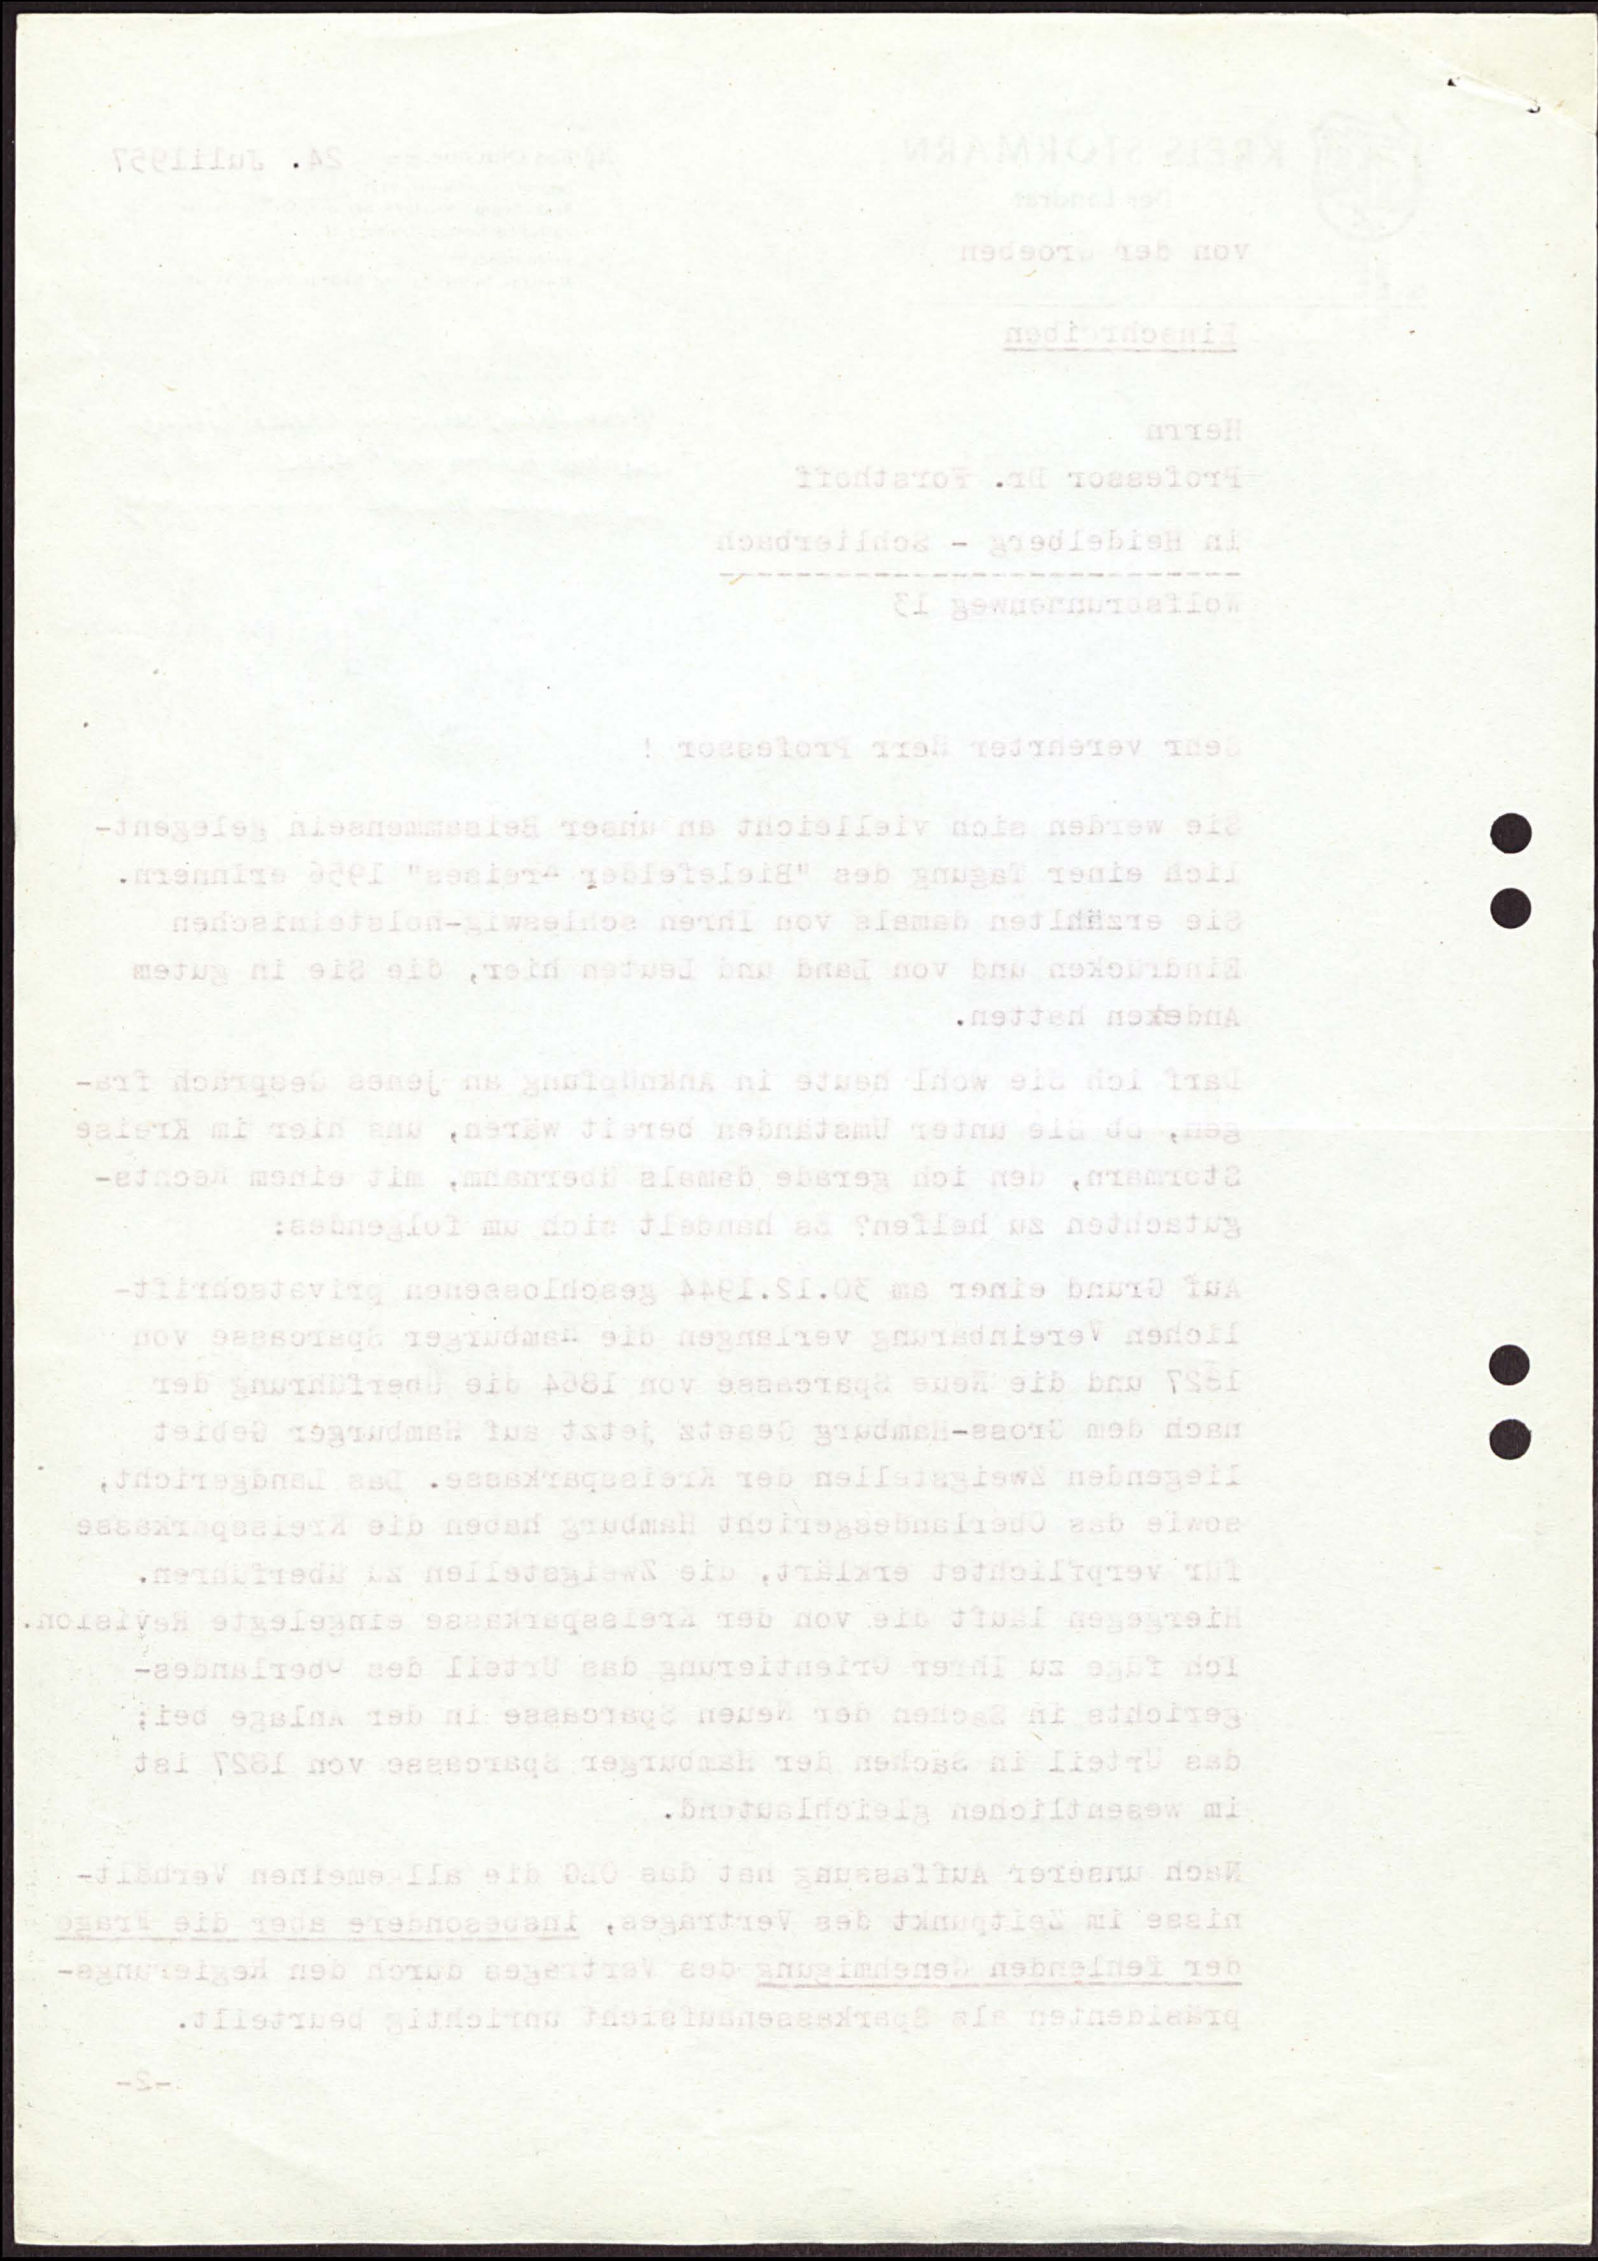 KREIS STORMARN
Der Landrat
von der Groeben
24. Juli1957
Einschreiben
Herrn
Professor Dr. Forsthoff
in Heidelberg - Schlierbach
Wolfsbrunnenweg 13
Sehr verehrter Herr Professor !
Sie werden sich vielleicht an unser Beisammensein gelegent-
lich einer Tagung des "Bielefelder Kreises" 1956 erinnern.
Sie erzählten damals von Ihren schleswig-holsteinischen
Eindrücken und von Land und Leuten hier, die Sie in gutem
Andeken hatten.
Darf ich Sie wohl heute in Anknüpfung an jenes Gespräch fra-
gen, ob Sie unter Umständen bereit wären, uns hier im Kreise
Stormarn, den ich gerade damals übernahm, mit einem Rechts-
gutachten zu helfen? Es handelt sich um folgendes:
Auf Grund einer am 30.12.1944 geschlossenen privatschrift-
lichen Vereinbarung verlangen die Hamburger Sparcasse von
1827 und die Neue Sparcasse von 1864 die Überführung der
nach dem Gross-Hamburg Gesetz jetzt auf Hamburger Gebiet
liegenden Zweigstellen der Kreissparkasse. Das Landgericht,
sowie das Oberlandesgericht Hamburg haben die Kreissparkasse
für verpflichtet erklärt, die Zweigstellen zu überführen.
Hiergegen läuft die von der Kreissparkasse eingelegte Revision.
Ich füge zu Ihrer Orientierung das Urteil des Oberlandes-
gerichts in Sachen der Neuen Sparcasse in der Anlage bei;
das Urteil in Sachen der Hamburger Sparcasse von 1827 ist
im wesentlichen gleichlautend.
Nach unserer Auffassung hat das OLG die allgemeinen Verhält-
nisse im Zeitpunkt des Vertrages, insbesondere aber die Frage
der fehlenden Genehmigung des Vertrages durch den Regierungs-
präsidenten als Sparkassenaufsicht unrichtig beurteilt.
-2-